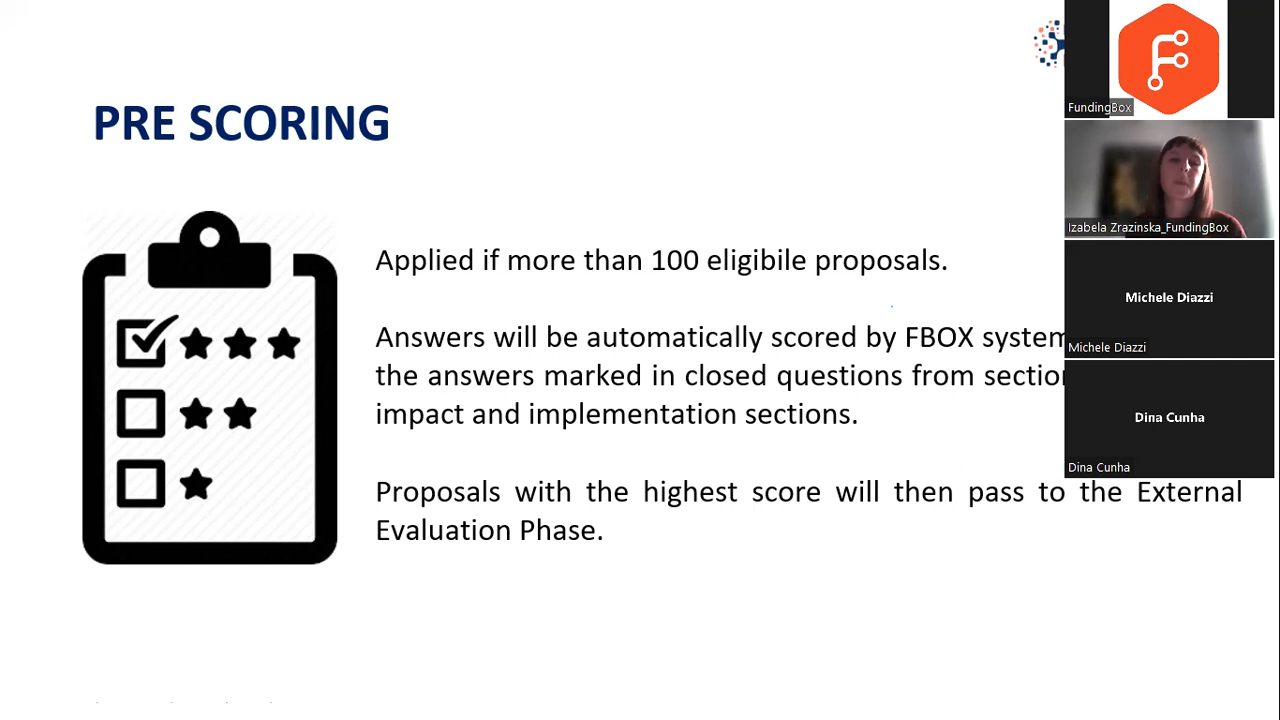 PRE SCORING
Applied if more than 100 eligibile proposals.
Answers will be automatically scored by FBOX system
the answers marked in closed questions from
impact and implementation sections.
Proposals with the highest score will then pass to the External
Evaluation Phase.
FundingBox
Izabela Zrazinska_FundingBox
Michele Diazzi
Michele Diazzi
Dina Cunha
Dina Cunha